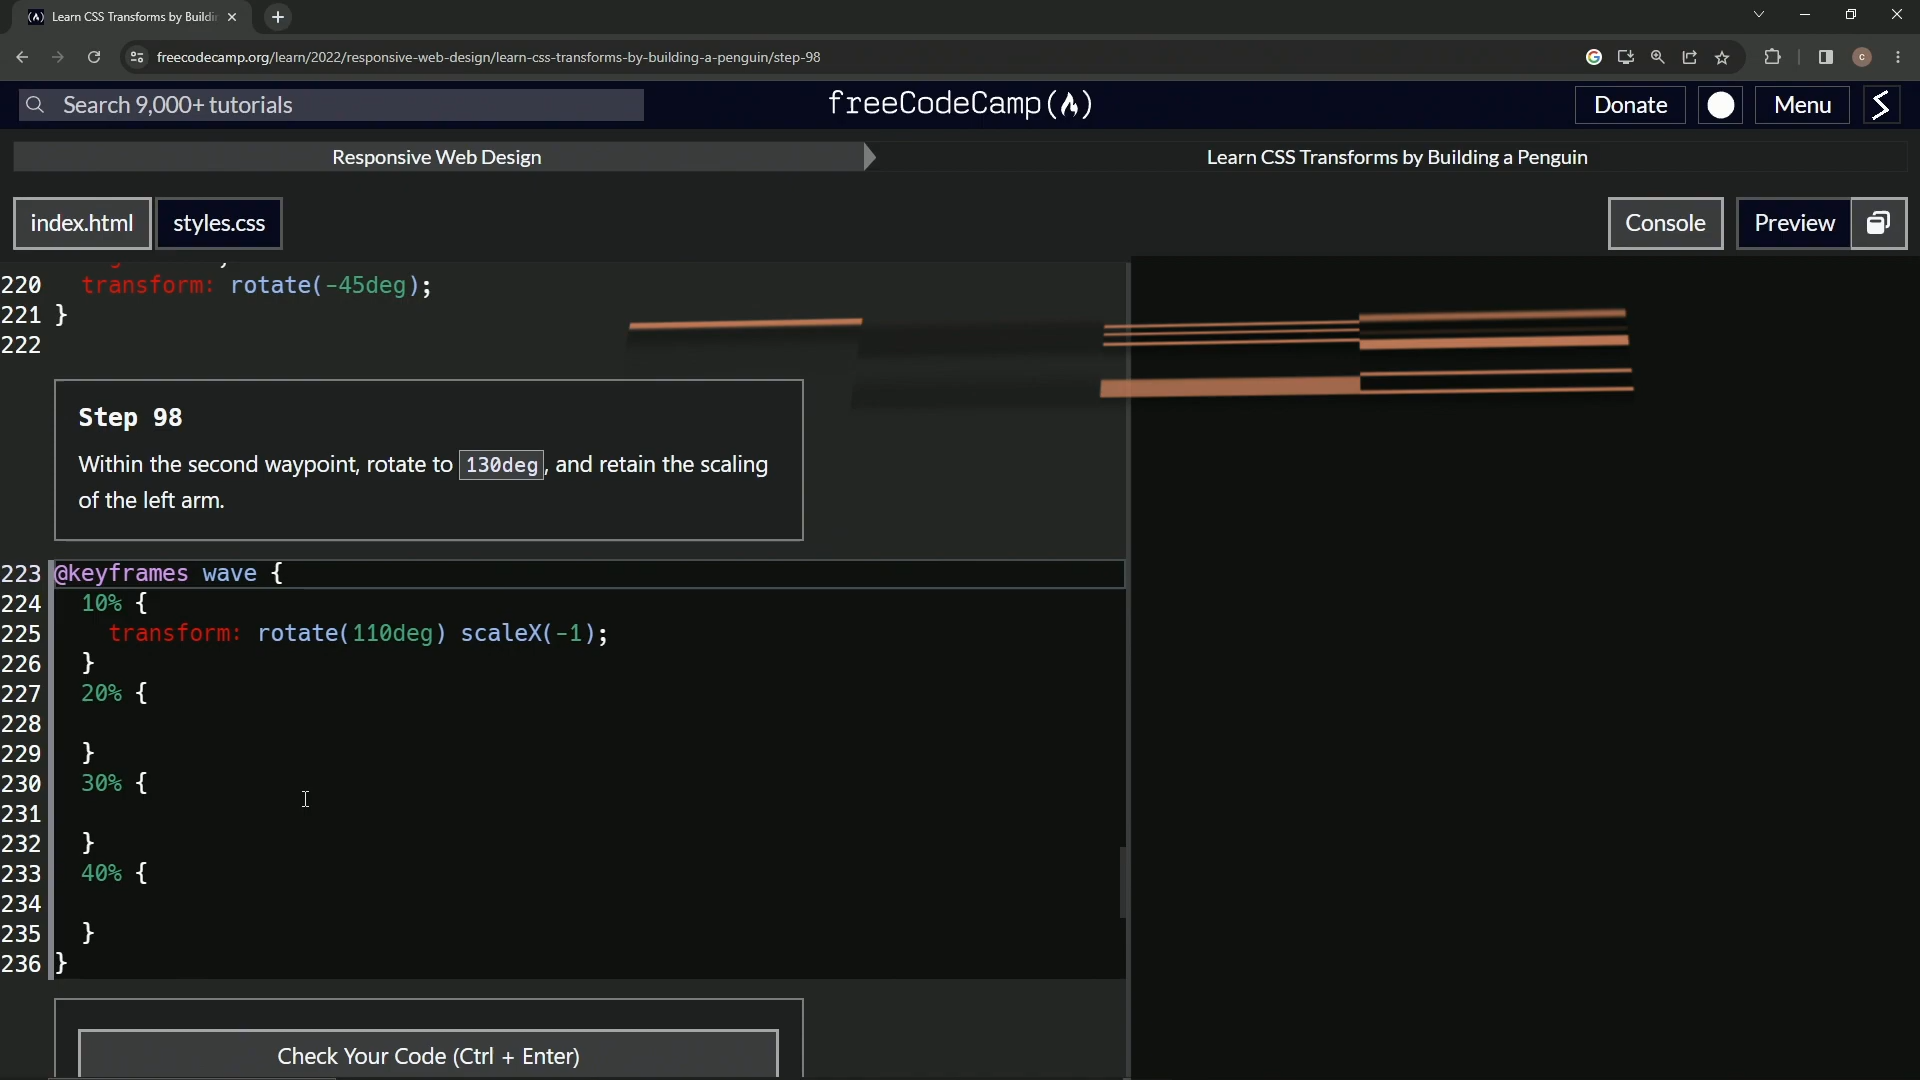 Learn CSS Transforms by Buildi
freecodecamp.org/learn/2022/responsive-web-design/learn-css-transforms-by-building-a-penguin/step-98
Search 9,000+ tutorials
freeCodeCamp
Donate
Menu
Responsive Web Design
Learn CSS Transforms by Building a Penguin
index.html
styles.css
Console
Preview
220 transform: rotate(-45deg);
221 }
222
Step 98
Within the second waypoint, rotate to 130deg, and retain the scaling
of the left arm.
223 @keyframes wave {
224 10% {
225 transform: rotate(110deg) scaleX(-1);
226 }
227 20% {
228
229 }
230 30% {
231
232 }
233 40% {
234
235 }
236 }
Check Your Code (Ctrl + Enter)